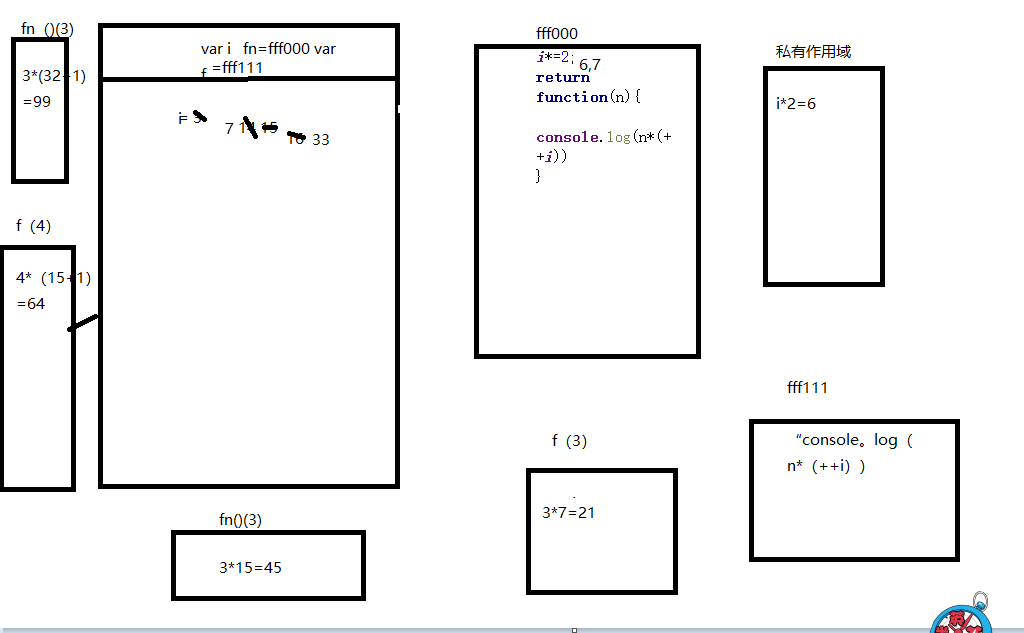 fn ()(3)
3*(32+1)
=99
f (4)
4* (15+1)
=64
var i fn=fff000 var
f =fff111
i= 3
7 14 15
16 33
fn()(3)
3*15=45
fff000
i*=2; 6,7
return
function(n){
console.log(n*(+
+i))
}
f (3)
3*7=21
私有作用域
i*2=6
fff111
“console。log（
n*（++i））